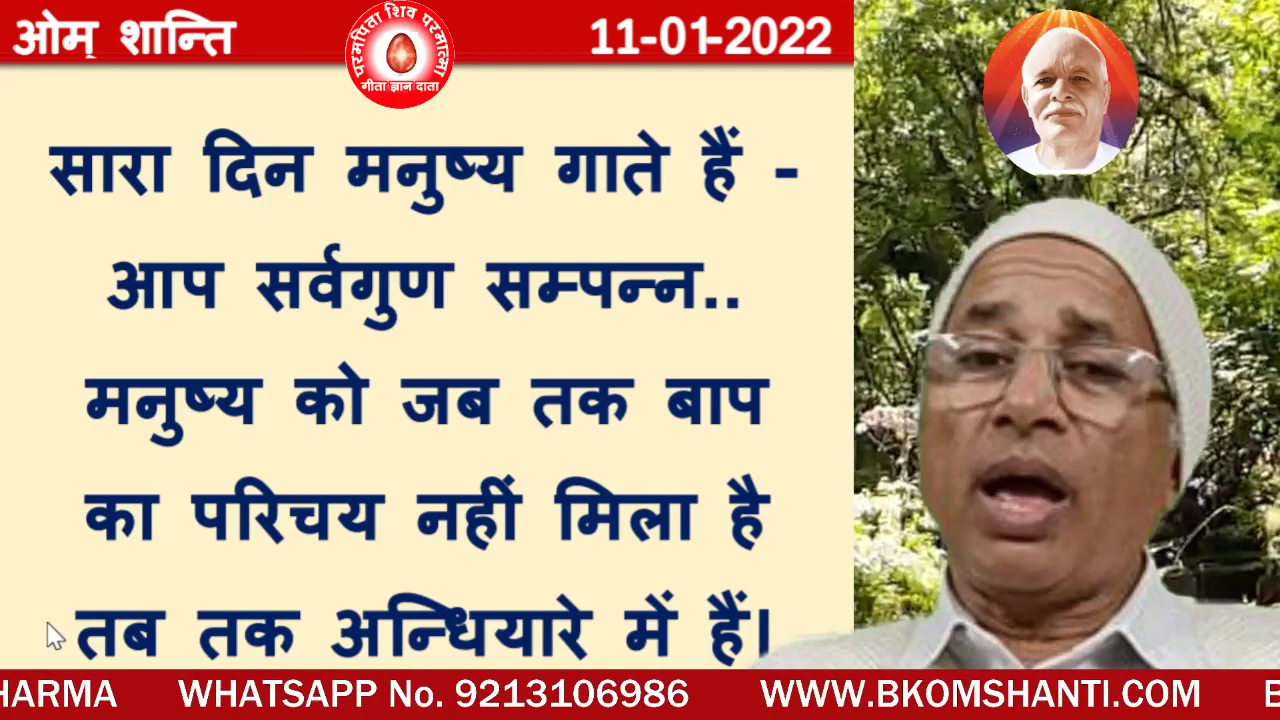 ओम् शान्ति
परमपिता शिव परमात्मा
गीता ज्ञान दाता
11-01-2022
सारा दिन मनुष्य गाते हैं -
आप सर्वगुण सम्पन्न..
मनुष्य को जब तक बाप
का परिचय नहीं मिला है
तब तक अन्धियारे में हैं।
HARMA WHATSAPP No. 9213106986 WWW.BKOMSHANTI.COM B